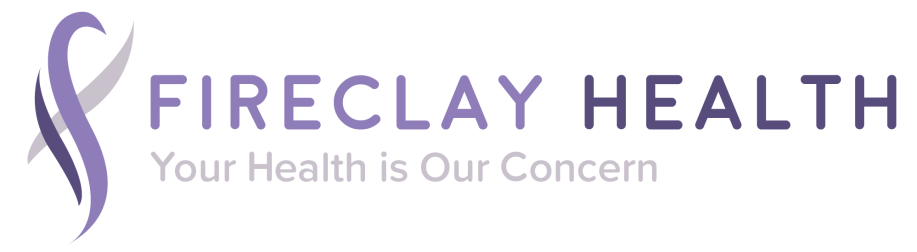 FIRECLAY HEALTH
Your Health is Our Concern